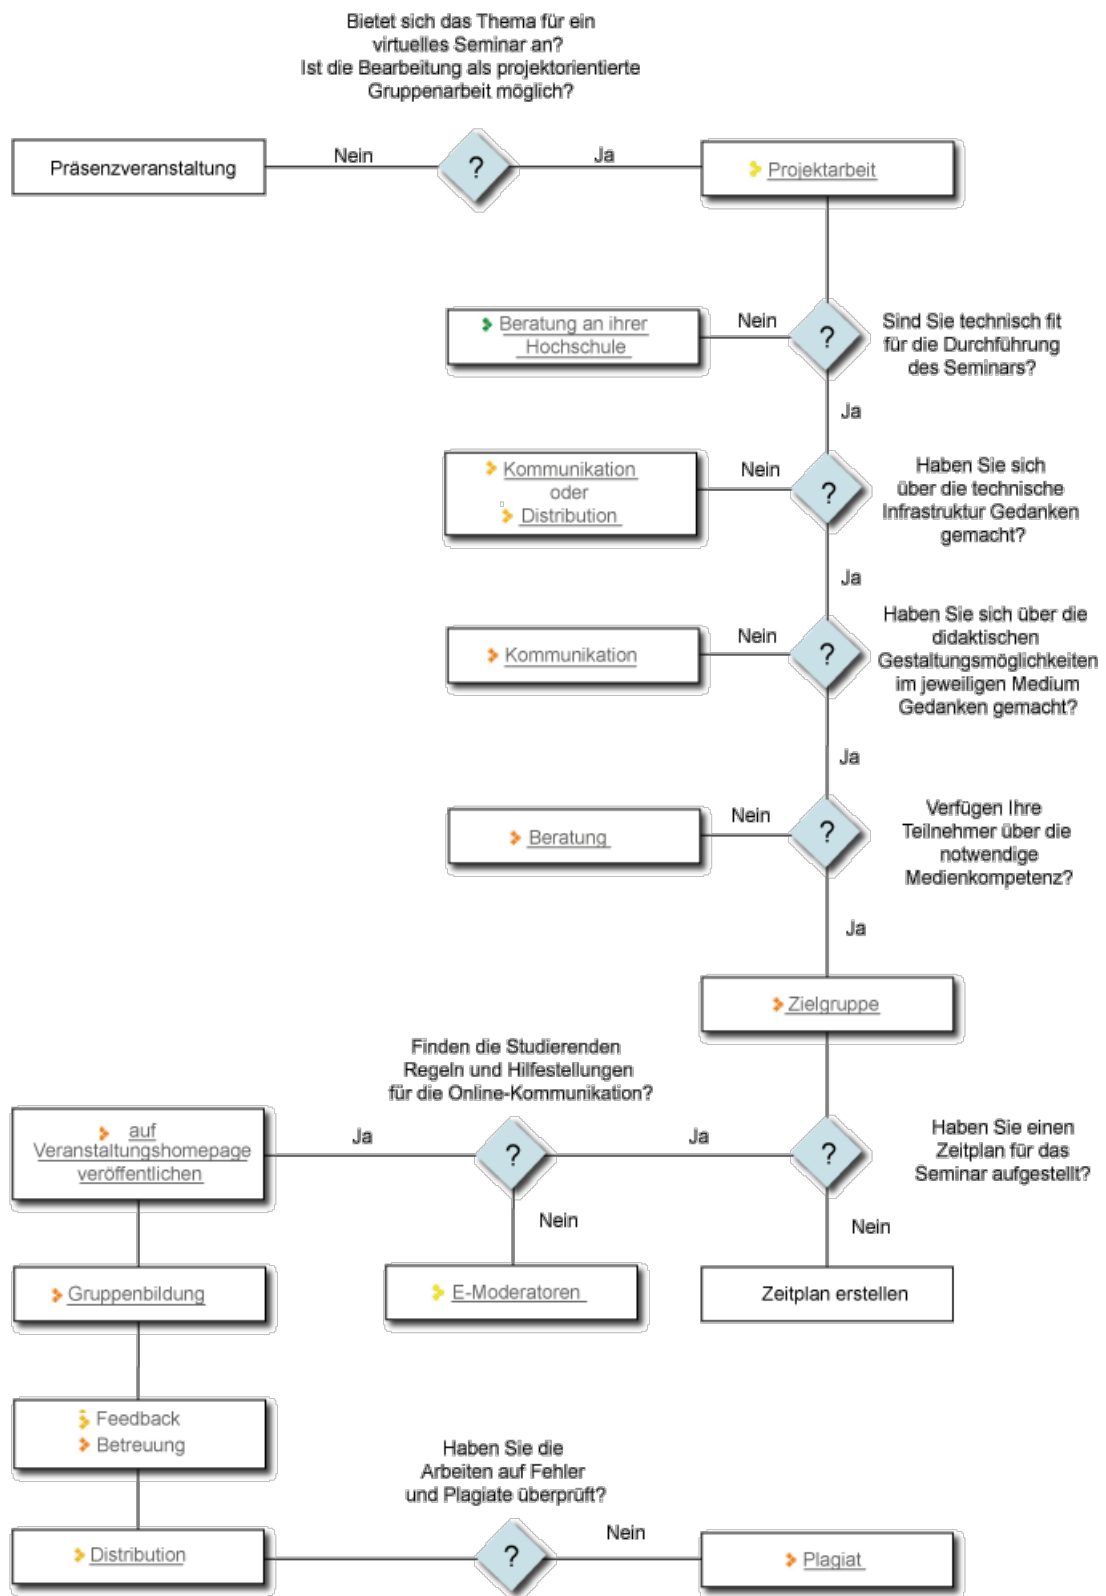 Bietet sich das Thema für ein
virtuelles Seminar an?
Ist die Bearbeitung als projektorientierte
Gruppenarbeit möglich?
Präsenzveranstaltung
Nein
?
Ja
Projektarbeit
Beratung an ihrer
Hochschule
Nein
?
Sind Sie technisch fit
für die Durchführung
des Seminars?
Ja
Kommunikation
oder
Distribution
Nein
?
Haben Sie sich
über die technische
Infrastruktur Gedanken
gemacht?
Ja
Kommunikation
Nein
?
Haben Sie sich über die
didaktischen
Gestaltungsmöglichkeiten
im jeweiligen Medium
Gedanken gemacht?
Ja
Beratung
Nein
?
Verfügen Ihre
Teilnehmer über die
notwendige
Medienkompetenz?
Ja
Zielgruppe
Finden die Studierenden
Regeln und Hilfestellungen
für die Online-Kommunikation?
auf
Veranstaltungshomepage
veröffentlichen
Ja
?
Ja
?
Haben Sie einen
Zeitplan für das
Seminar aufgestellt?
Nein
Nein
Gruppenbildung
E-Moderatoren
Zeitplan erstellen
Feedback
Betreuung
Haben Sie die
Arbeiten auf Fehler
und Plagiate überprüft?
Distribution
?
Nein
Plagiat